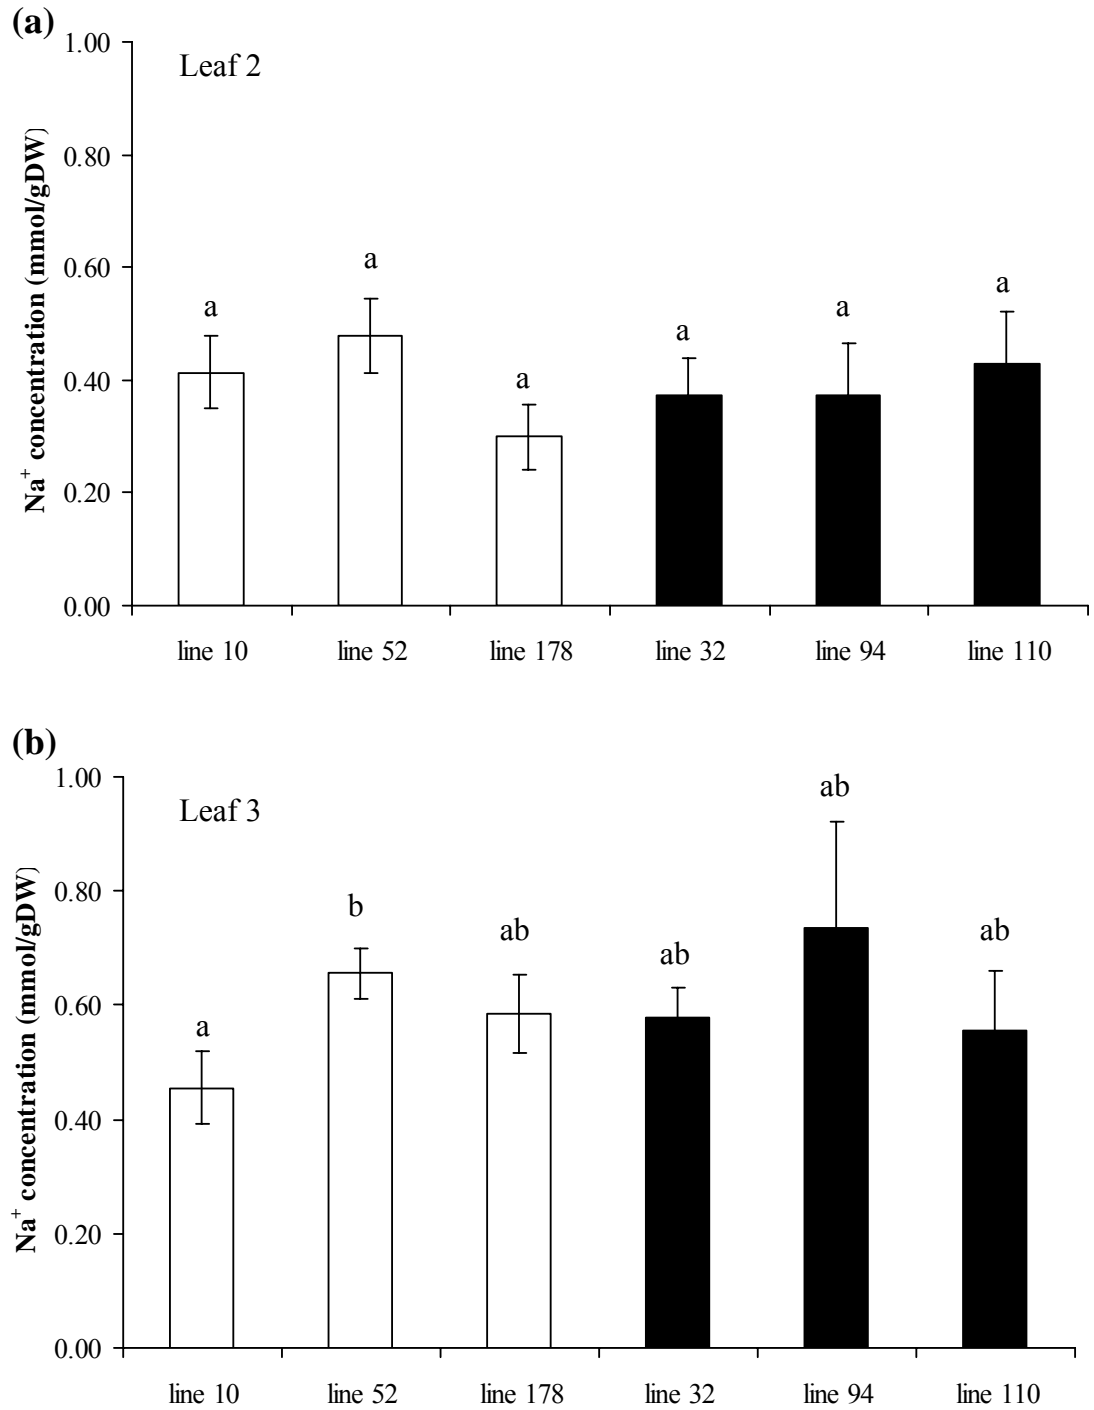 (a)
1.00
Leaf 2
0.80
0.60
0.40
0.20
0.00
Na+ concentration (mmol/gDW)
a
a
a
a
a
a
line 10
line 52
line 178
line 32
line 94
line 110
(b)
1.00
Leaf 3
0.80
0.60
0.40
0.20
0.00
Na+ concentration (mmol/gDW)
a
b
ab
ab
ab
ab
line 10
line 52
line 178
line 32
line 94
line 110